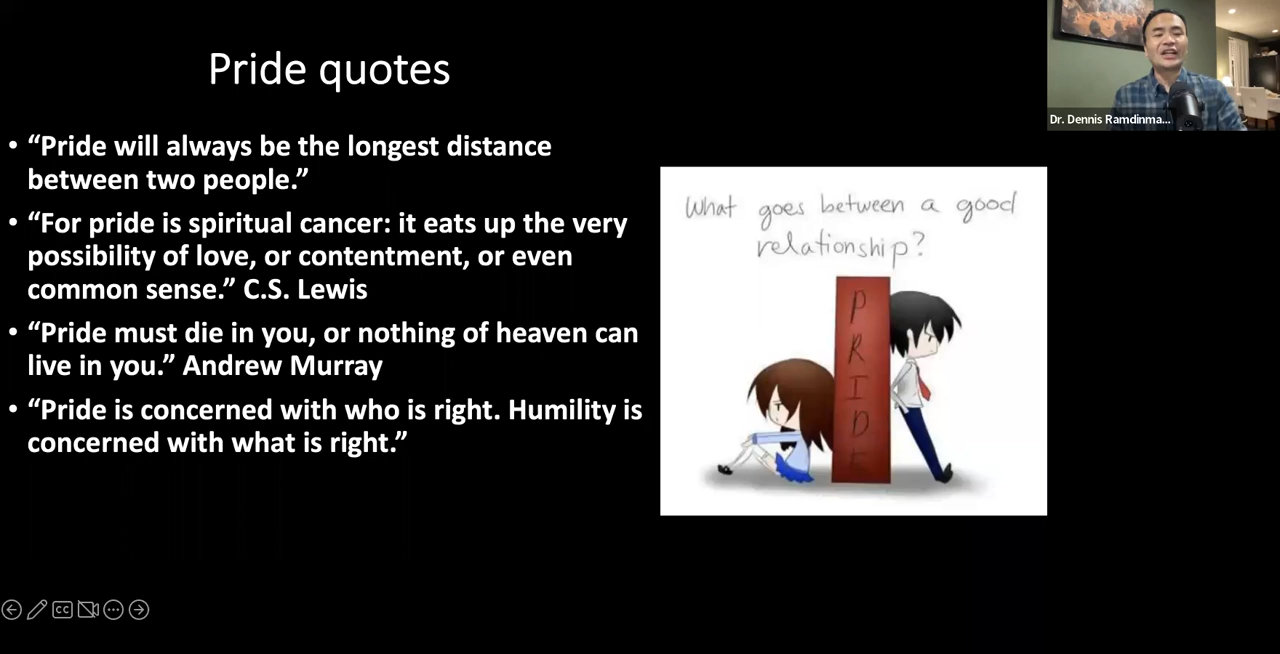 Pride quotes
• “Pride will always be the longest distance
between two people.”
• “For pride is spiritual cancer: it eats up the very
possibility of love, or contentment, or even
common sense.” C.S. Lewis
• “Pride must die in you, or nothing of heaven can
live in you.” Andrew Murray
• “Pride is concerned with who is right. Humility is
concerned with what is right.”
What goes between a good
relationship?
P
R
I
D
E
Dr. Dennis Ramdinma...
CC